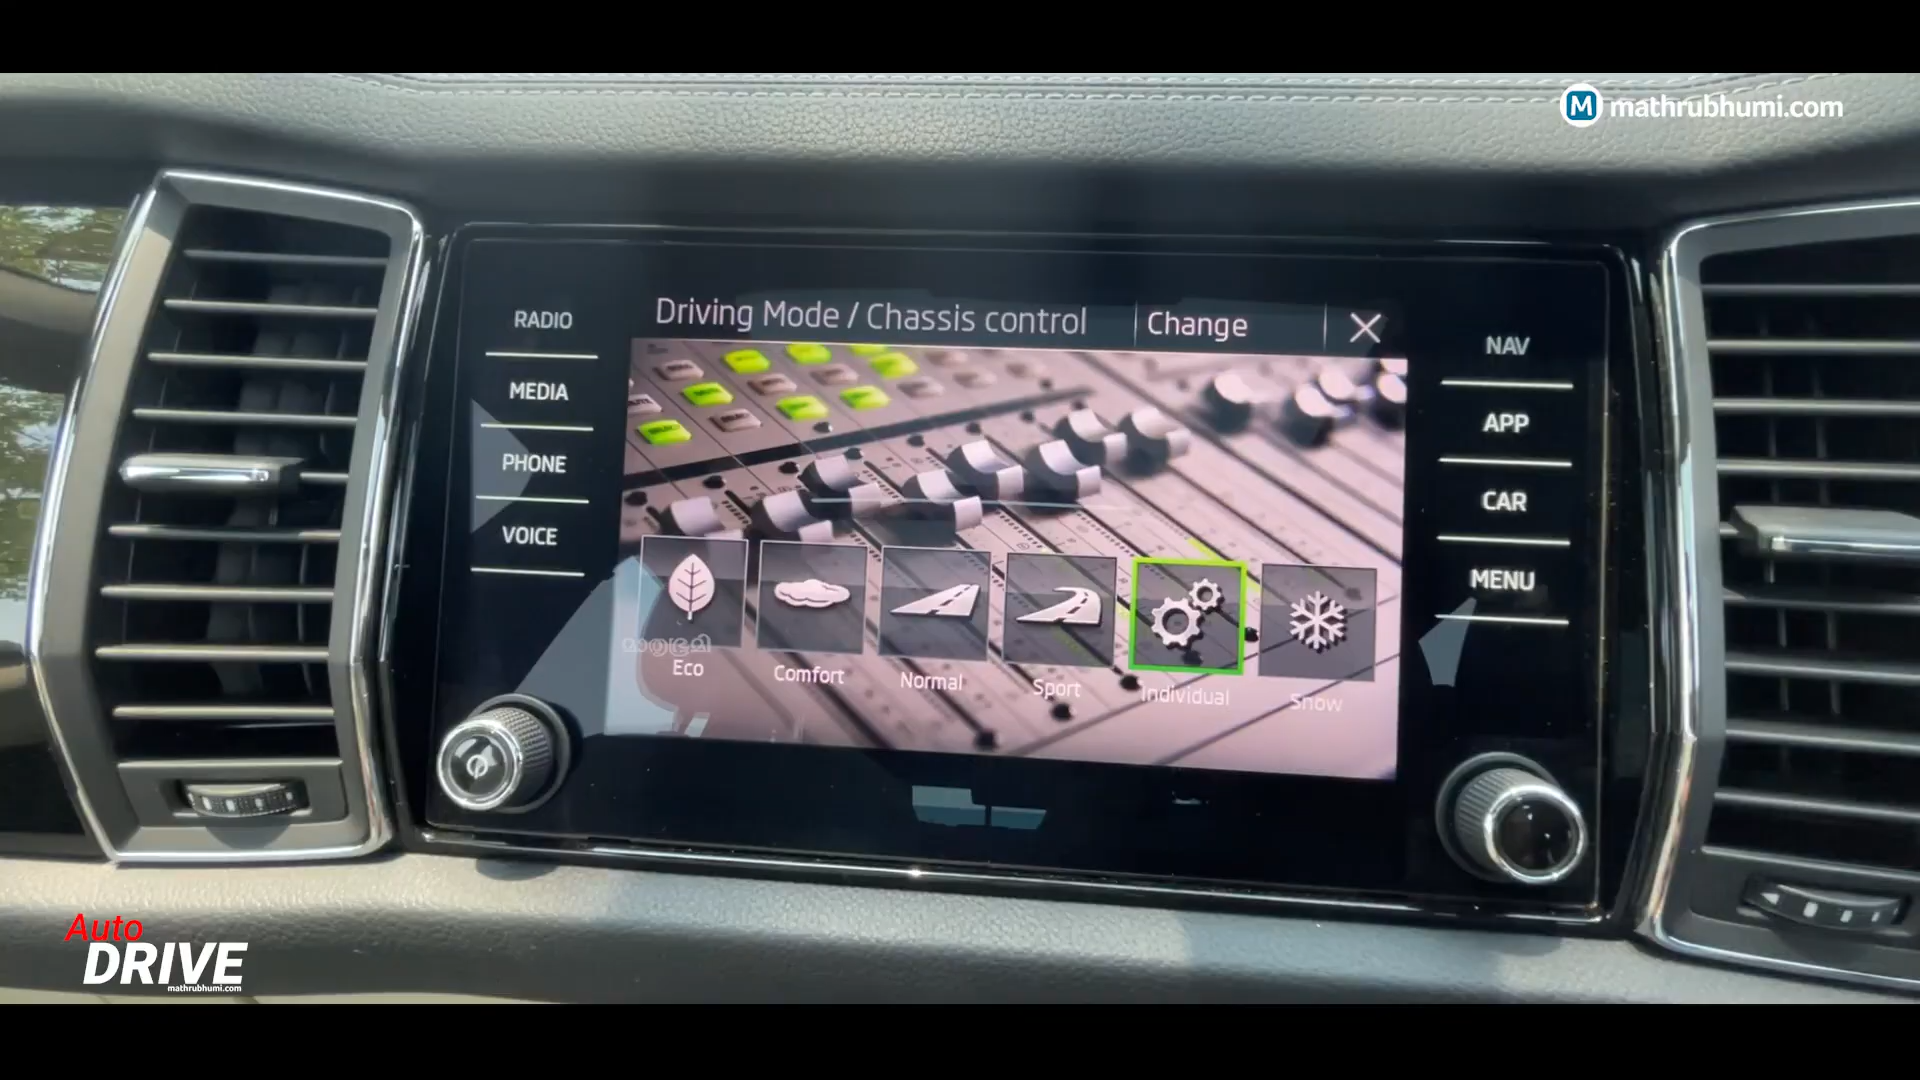 M mathrubhumi.com
RADIO
MEDIA
PHONE
VOICE
Driving Mode / Chassis control
Change
Eco
Comfort
Normal
Sport
Individual
Snow
മാതൃഭൂമി
NAV
APP
CAR
MENU
Auto
DRIVE
mathrubhumi.com